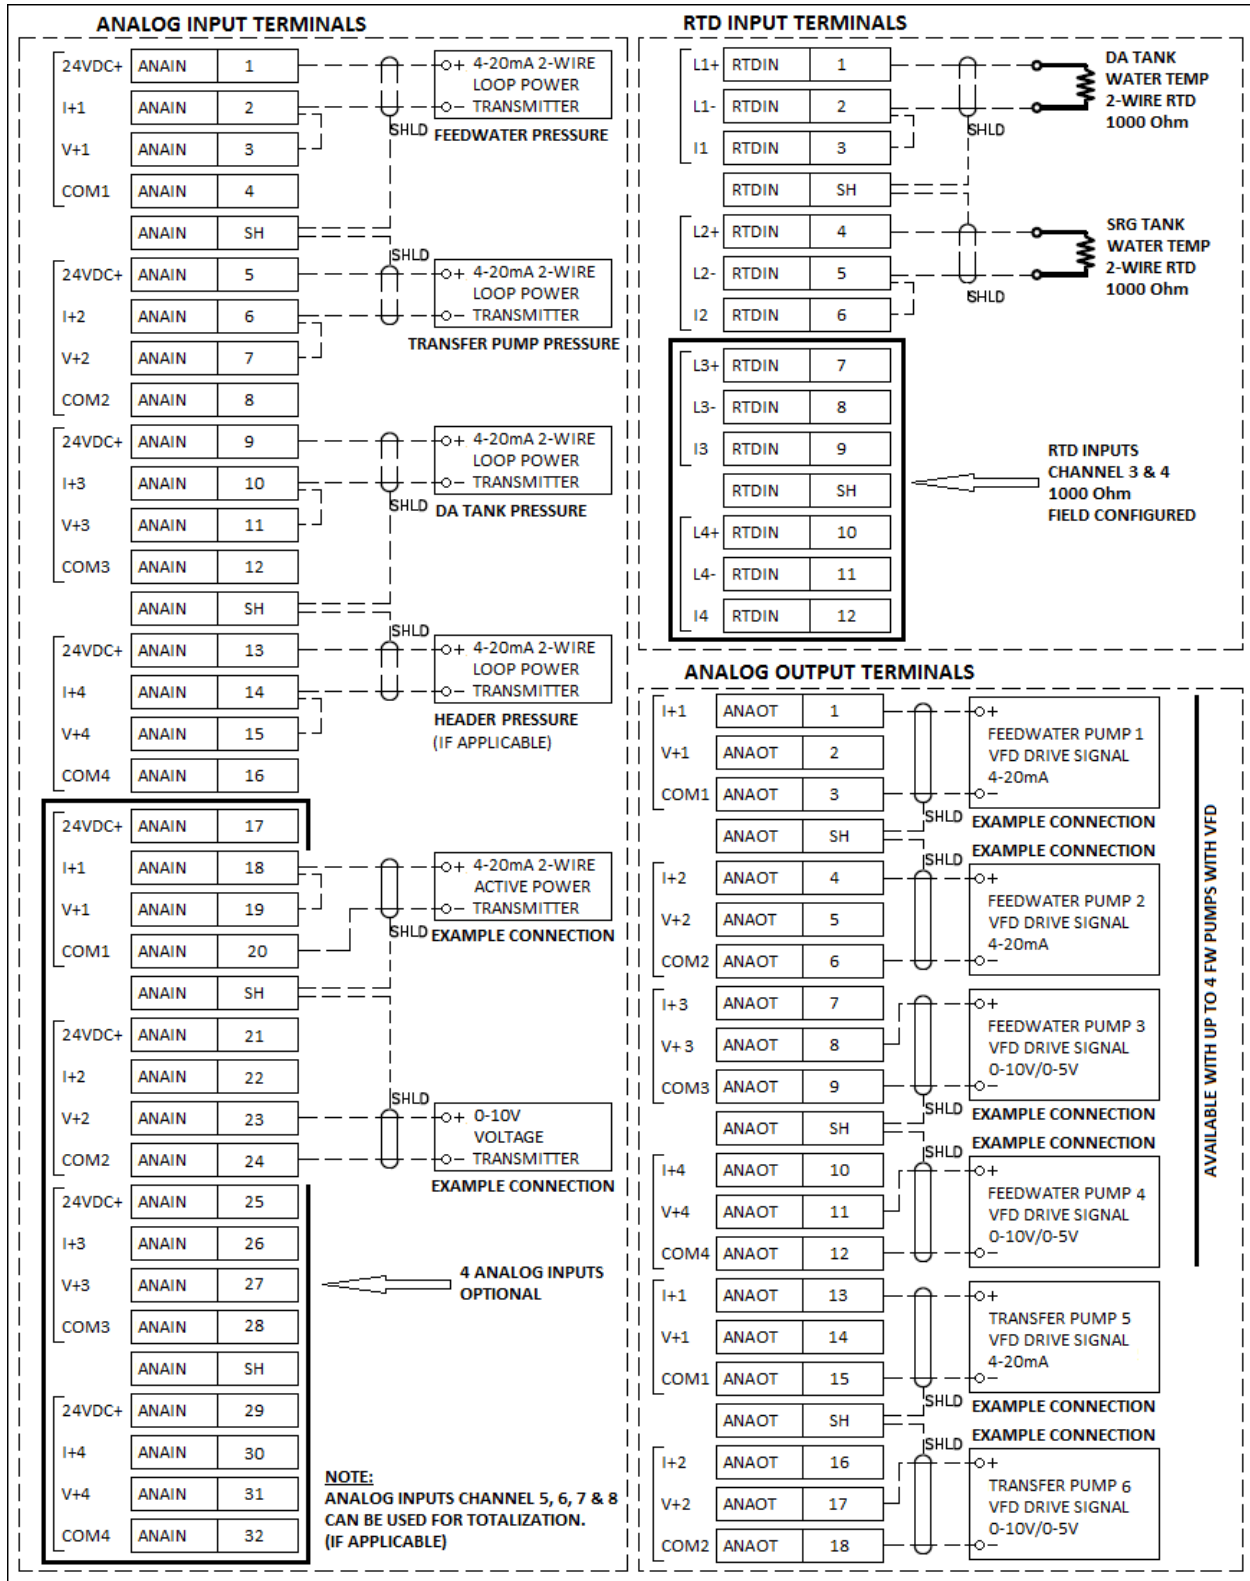 ANALOG INPUT TERMINALS
24VDC+ ANAIN 1
I+1 ANAIN 2
V+1 ANAIN 3
COM1 ANAIN 4
ANAIN SH
4-20mA 2-WIRE
LOOP POWER
TRANSMITTER
SHLD
FEEDWATER PRESSURE
24VDC+ ANAIN 5
I+2 ANAIN 6
V+2 ANAIN 7
COM2 ANAIN 8
SHLD
4-20mA 2-WIRE
LOOP POWER
TRANSMITTER
TRANSFER PUMP PRESSURE
24VDC+ ANAIN 9
I+3 ANAIN 10
V+3 ANAIN 11
COM3 ANAIN 12
ANAIN SH
4-20mA 2-WIRE
LOOP POWER
TRANSMITTER
SHLD
DA TANK PRESSURE
24VDC+ ANAIN 13
I+4 ANAIN 14
V+4 ANAIN 15
COM4 ANAIN 16
SHLD
4-20mA 2-WIRE
LOOP POWER
TRANSMITTER
HEADER PRESSURE
(IF APPLICABLE)
24VDC+ ANAIN 17
I+1 ANAIN 18
V+1 ANAIN 19
COM1 ANAIN 20
ANAIN SH
4-20mA 2-WIRE
ACTIVE POWER
TRANSMITTER
SHLD
EXAMPLE CONNECTION
24VDC+ ANAIN 21
I+2 ANAIN 22
V+2 ANAIN 23
COM2 ANAIN 24
SHLD
0-10V
VOLTAGE
TRANSMITTER
EXAMPLE CONNECTION
24VDC+ ANAIN 25
I+3 ANAIN 26
V+3 ANAIN 27
COM3 ANAIN 28
ANAIN SH
4 ANALOG INPUTS
OPTIONAL
24VDC+ ANAIN 29
I+4 ANAIN 30
V+4 ANAIN 31
COM4 ANAIN 32
NOTE:
ANALOG INPUTS CHANNEL 5, 6, 7 & 8
CAN BE USED FOR TOTALIZATION.
(IF APPLICABLE)
RTD INPUT TERMINALS
L1+ RTDIN 1
L1- RTDIN 2
I1 RTDIN 3
RTDIN SH
SHLD
DA TANK
WATER TEMP
2-WIRE RTD
1000 Ohm
L2+ RTDIN 4
L2- RTDIN 5
I2 RTDIN 6
SHLD
SRG TANK
WATER TEMP
2-WIRE RTD
1000 Ohm
L3+ RTDIN 7
L3- RTDIN 8
I3 RTDIN 9
RTDIN SH
L4+ RTDIN 10
L4- RTDIN 11
I4 RTDIN 12
RTD INPUTS
CHANNEL 3 & 4
1000 Ohm
FIELD CONFIGURED
ANALOG OUTPUT TERMINALS
I+1 ANAOT 1
V+1 ANAOT 2
COM1 ANAOT 3
ANAOT SH
FEEDWATER PUMP 1
VFD DRIVE SIGNAL
4-20mA
SHLD
EXAMPLE CONNECTION
I+2 ANAOT 4
V+2 ANAOT 5
COM2 ANAOT 6
EXAMPLE CONNECTION
SHLD
FEEDWATER PUMP 2
VFD DRIVE SIGNAL
4-20mA
I+3 ANAOT 7
V+3 ANAOT 8
COM3 ANAOT 9
ANAOT SH
FEEDWATER PUMP 3
VFD DRIVE SIGNAL
0-10V/0-5V
SHLD
EXAMPLE CONNECTION
I+4 ANAOT 10
V+4 ANAOT 11
COM4 ANAOT 12
EXAMPLE CONNECTION
SHLD
FEEDWATER PUMP 4
VFD DRIVE SIGNAL
0-10V/0-5V
AVAILABLE WITH UP TO 4 FW PUMPS WITH VFD
I+1 ANAOT 13
V+1 ANAOT 14
COM1 ANAOT 15
ANAOT SH
TRANSFER PUMP 5
VFD DRIVE SIGNAL
4-20mA
SHLD
EXAMPLE CONNECTION
I+2 ANAOT 16
V+2 ANAOT 17
COM2 ANAOT 18
EXAMPLE CONNECTION
SHLD
TRANSFER PUMP 6
VFD DRIVE SIGNAL
0-10V/0-5V